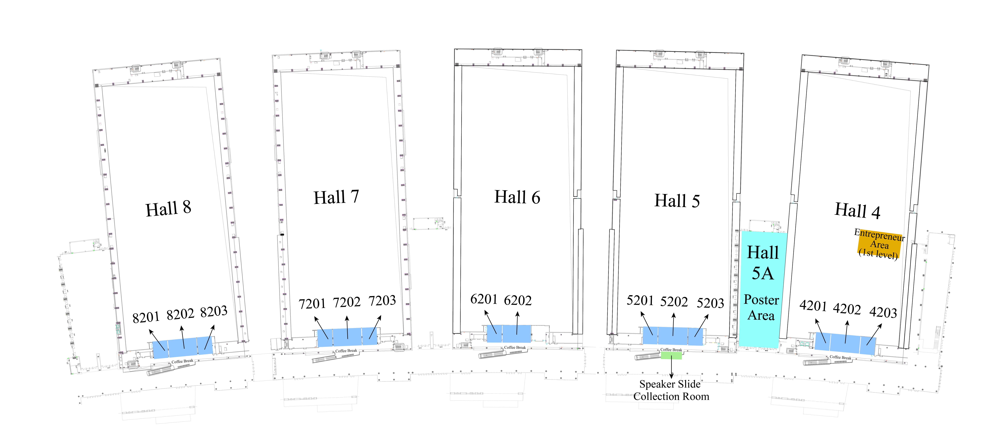 Hall 8
8201
8202
8203
Coffee Break
Hall 7
7201
7202
7203
Coffee Break
Hall 6
6201
6202
Coffee Break
Hall 5
5201
5202
5203
Coffee Break
Speaker Slide
Collection Room
Hall
5A
Poster
Area
Hall 4
Entrepreneur
Area
(1st level)
4201
4202
4203
Coffee Break